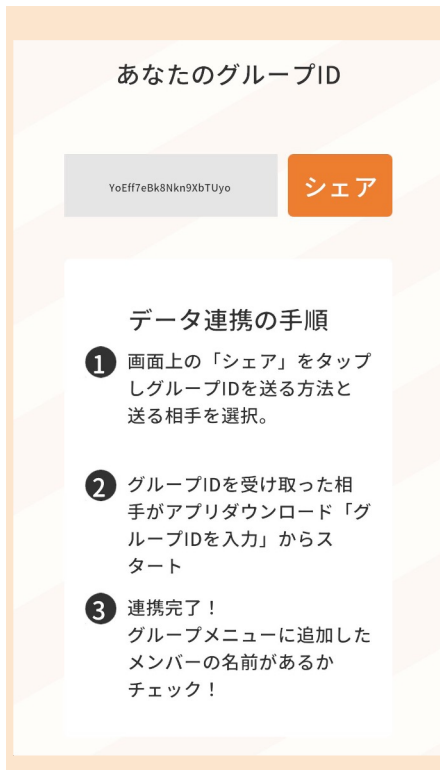 あなたのグループID
YoEff7eBk8Nkn9XbTUyo
シェア
データ連携の手順
1 画面上の「シェア」をタップ
しグループIDを送る方法と
送る相手を選択。
2 グループIDを受け取った相
手がアプリダウンロード「グ
ループIDを入力」からス
タート
3 連携完了！
グループメニューに追加した
メンバーの名前があるか
チェック！